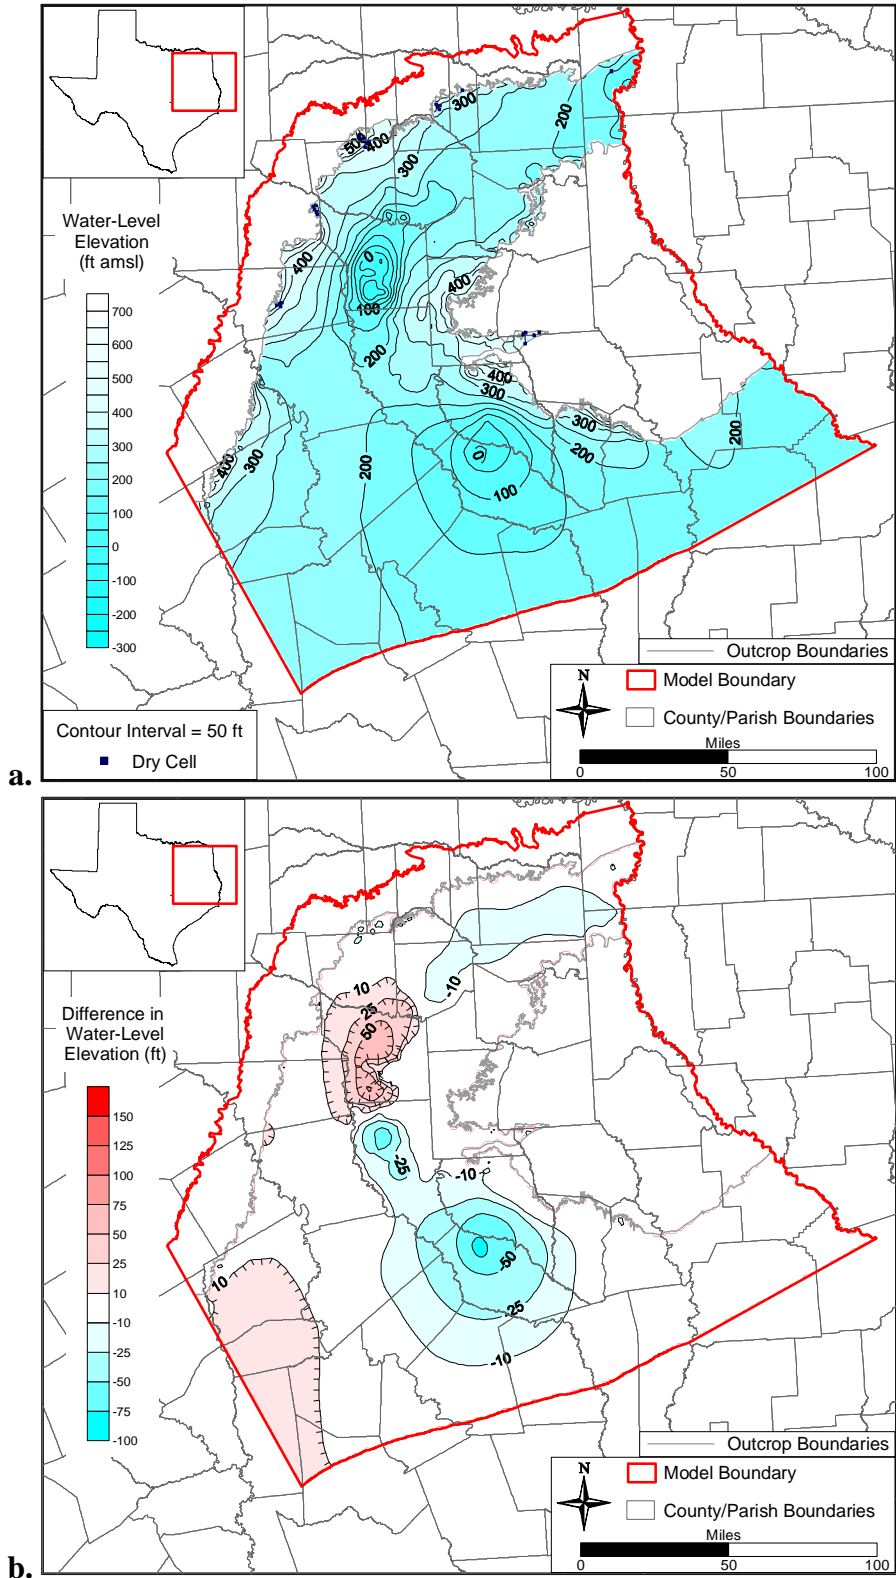 300
200
500
400
300
Water-Level
Elevation
(ft amsl)
0
400
400
100
700
600
500
400
300
200
100
0
-100
-200
-300
200
400
300
300
200
200
400
300
200
0
100
Outcrop Boundaries
N
Model Boundary
County/Parish Boundaries
Miles
0
50
100
Contour Interval = 50 ft
Dry Cell
a.
-10
10
25
50
Difference in
Water-Level
Elevation (ft)
150
125
100
75
50
25
10
-10
-25
-50
-75
-100
-25
-10
-50
10
-25
-10
Outcrop Boundaries
N
Model Boundary
County/Parish Boundaries
Miles
0
50
100
b.